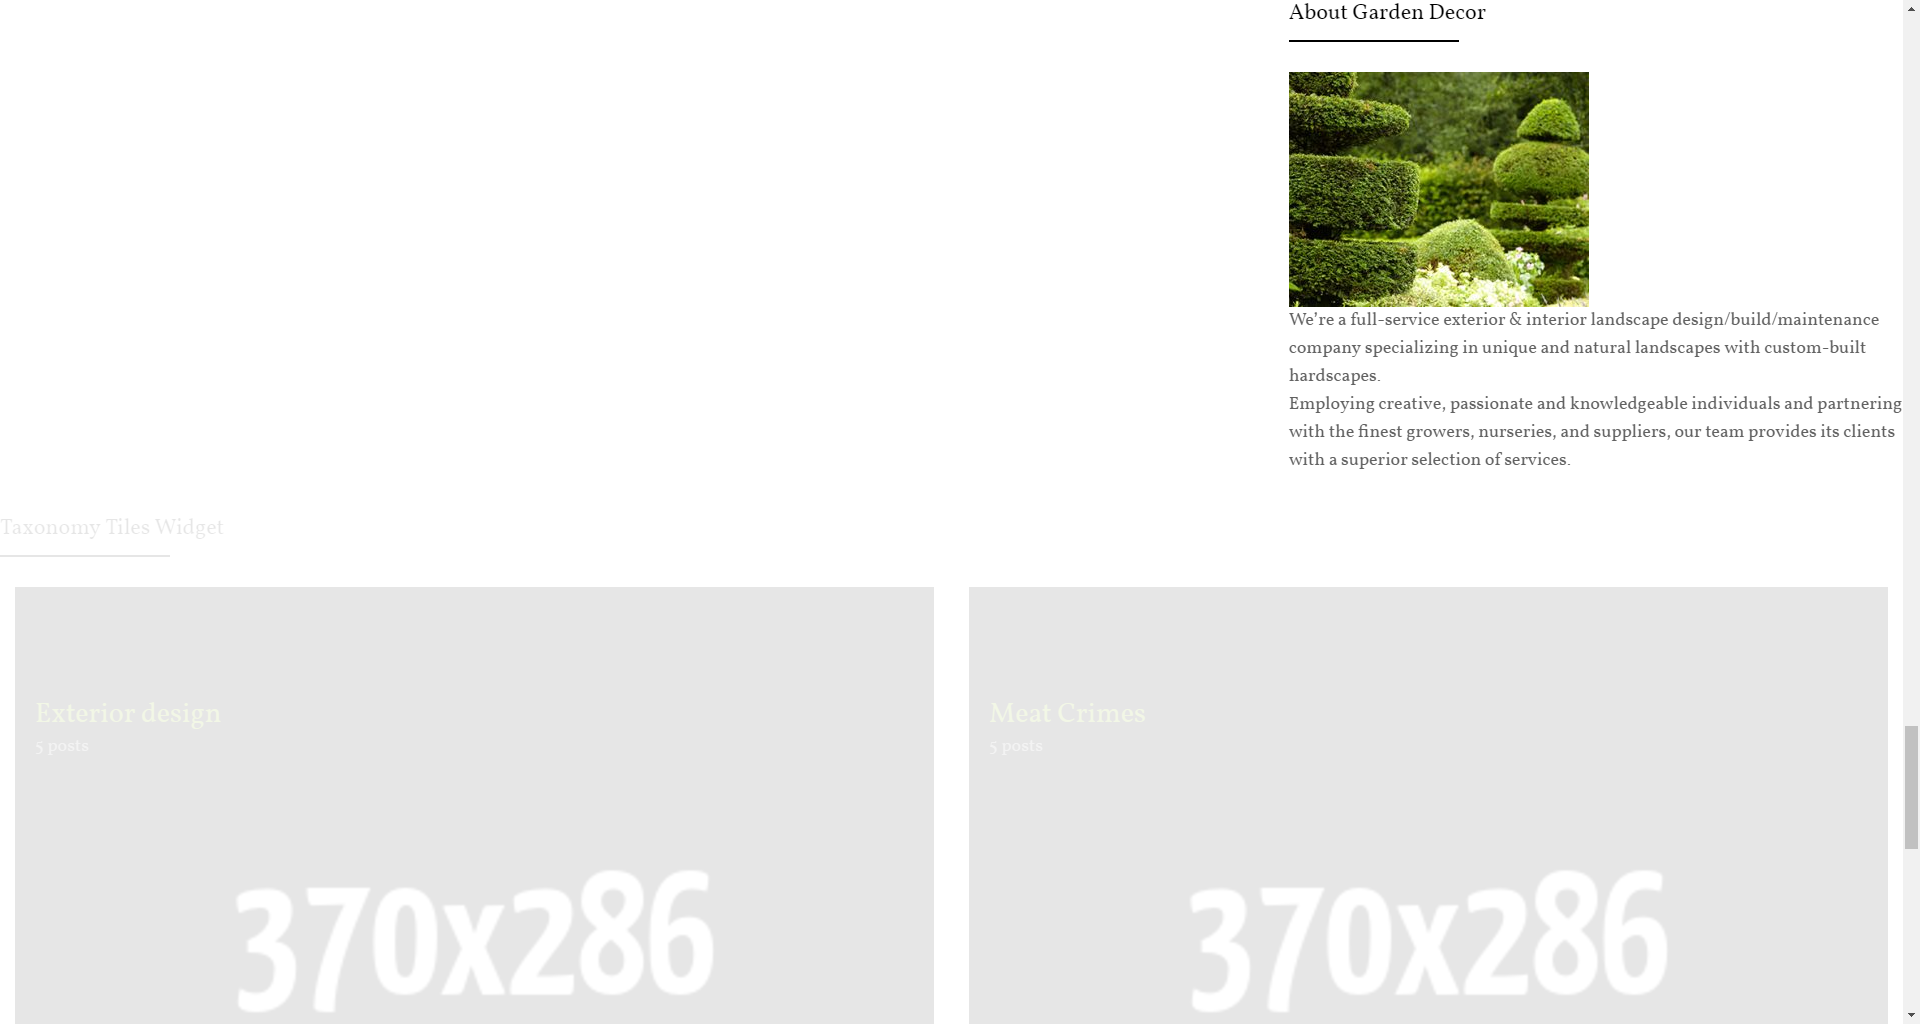 About Garden Decor
We’re a full-service exterior & interior landscape design/build/maintenance
company specializing in unique and natural landscapes with custom-built
hardscapes.
Employing creative, passionate and knowledgeable individuals and partnering
with the finest growers, nurseries, and suppliers, our team provides its clients
with a superior selection of services.
Taxonomy Tiles Widget
Exterior design
5 posts
370x286
Meat Crimes
5 posts
370x286